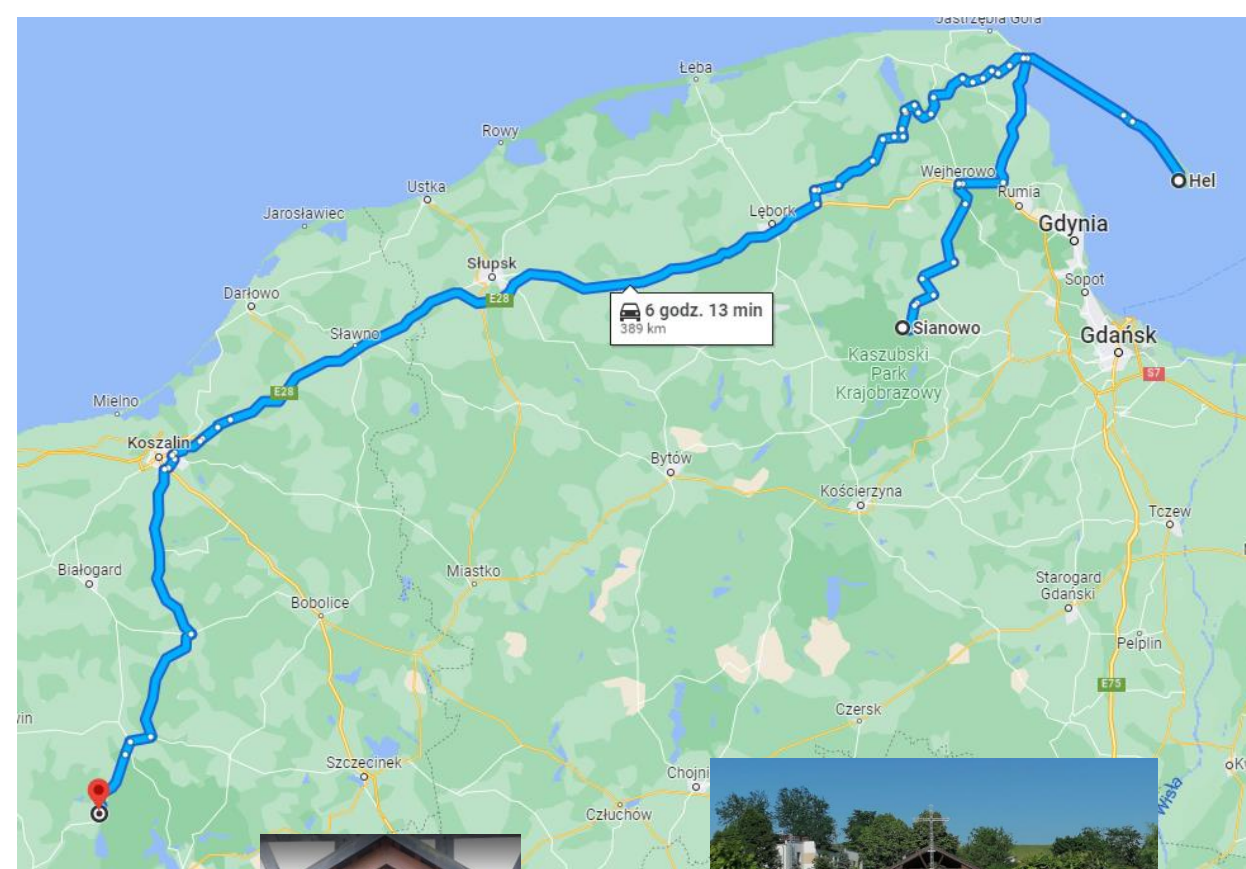 Jastrzębia Góra
Łeba
Rowy
Wejherowo
Hel
Ustka
Rumia
Jarosławiec
Lębork
Gdynia
Słupsk
Sopot
E28
Darłowo
6 godz. 13 min
389 km
Sianowo
Sławno
Gdańsk
Kaszubski
Park
Krajobrazowy
S7
E28
Mielno
Koszalin
Bytów
Kościerzyna
Tczew
Białogard
Miastko
Starogard
Gdański
Bobolice
Pelplin
E75
Czersk
win
Szczecinek
Chojni
Człuchów
Wisła